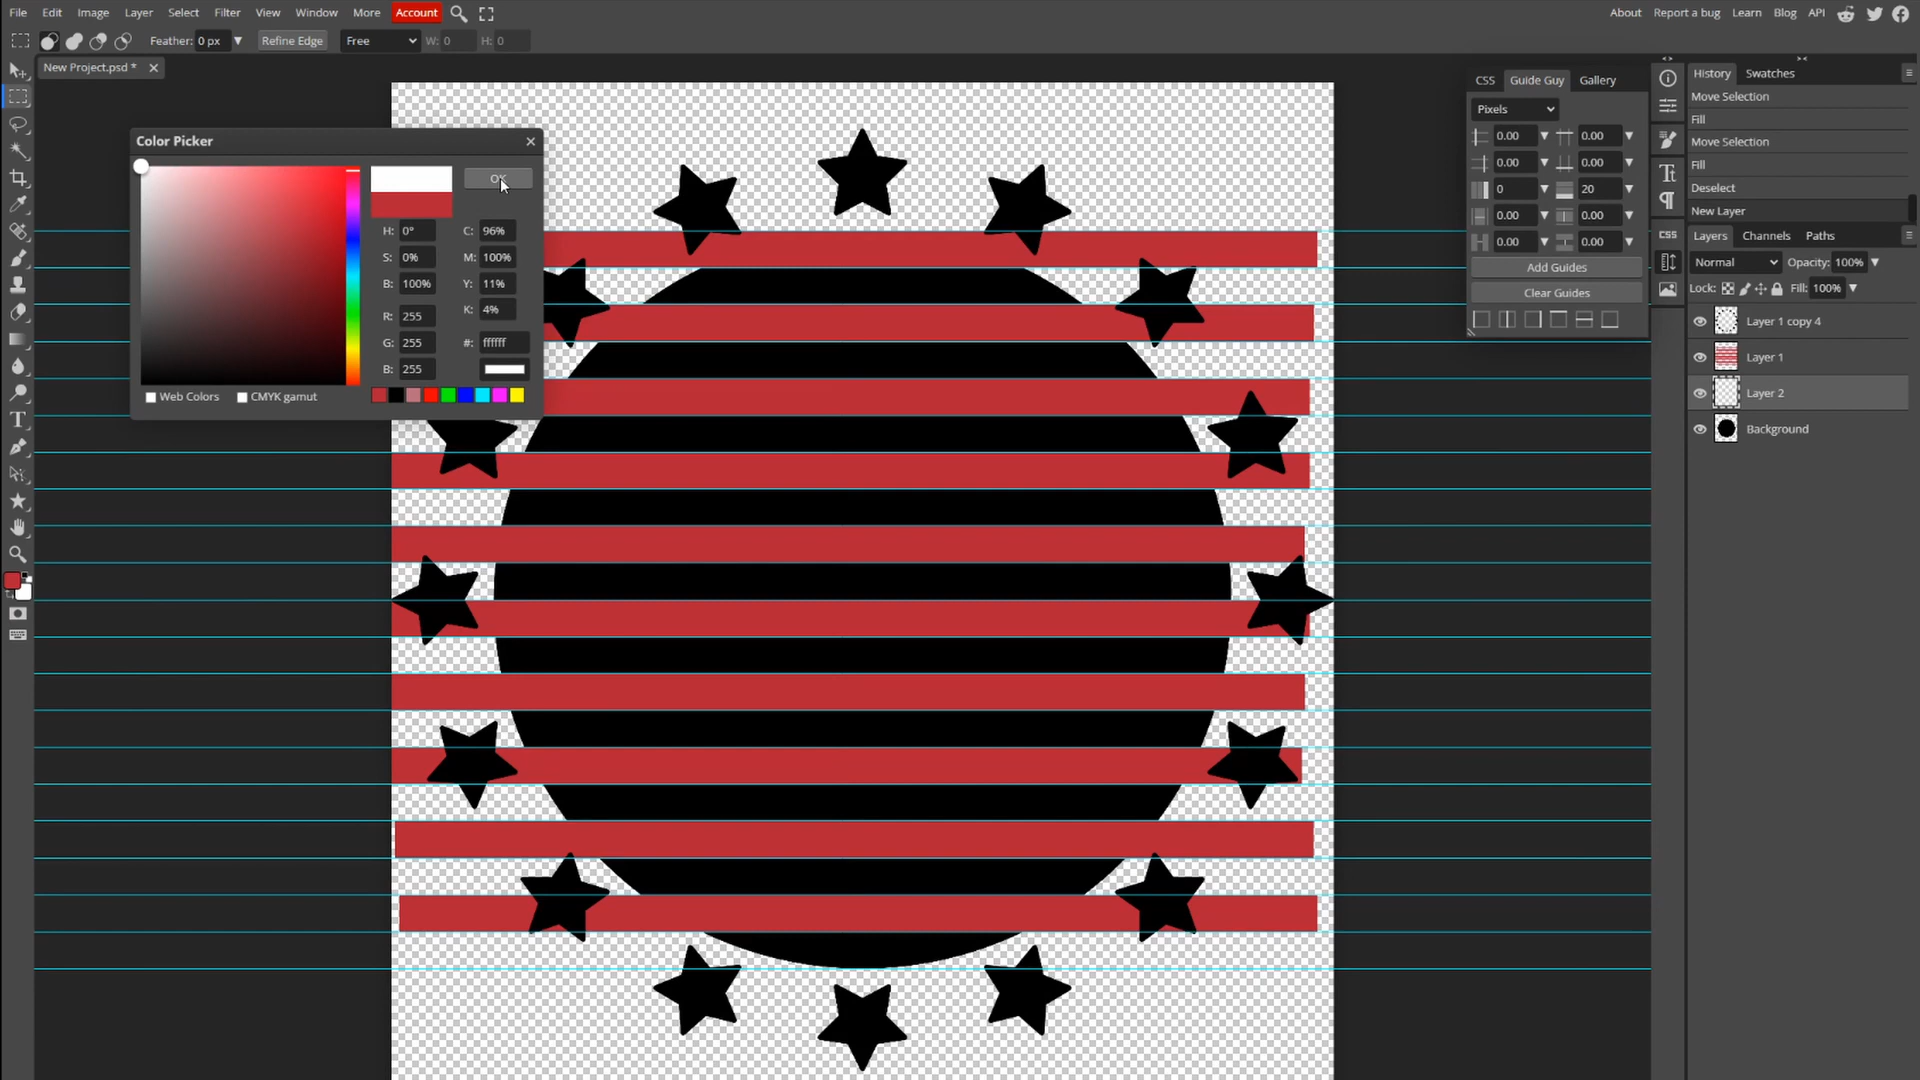 File Edit Image Layer Select Filter View Window More Account About Report a bug Learn Blog API
Feather: 0 px Refine Edge Free W: 0 H: 0
New Project.psd *
CSS Guide Guy Gallery
History Swatches
Pixels
Move Selection
Fill
Move Selection
Fill
Deselect
New Layer
0.00 0.00
0.00 0.00
0 20
0.00 0.00
0.00 0.00
Add Guides
Clear Guides
CSS
Layers Channels Paths
Normal Opacity: 100%
Lock: Fill: 100%
Layer 1 copy 4
Layer 1
Layer 2
Background
Color Picker
OK
H: 0° C: 96%
S: 0% M: 100%
B: 100% Y: 11%
K: 4%
R: 255
G: 255 #: ffffff
B: 255
Web Colors CMYK gamut